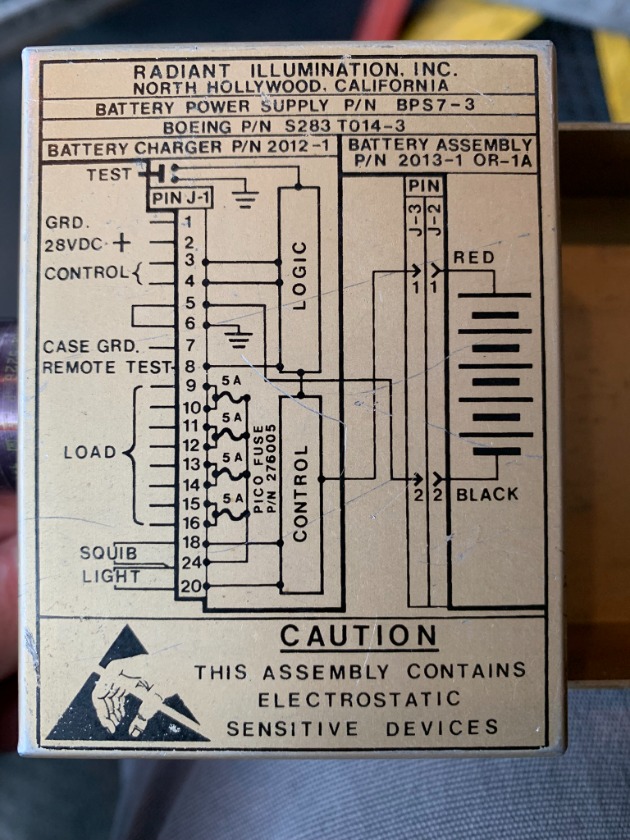 RADIANT ILLUMINATION, INC.
NORTH HOLLYWOOD, CALIFORNIA
BATTERY POWER SUPPLY P/N BPS7-3
BOEING P/N S283T014-3
BATTERY CHARGER P/N 2012-1
BATTERY ASSEMBLY
P/N 2013-1 OR-1A
TEST
PIN J-1
PIN
J-3
J-2
GRD. 1
28VDC + 2
CONTROL { 3
4
5
6
CASE GRD. 7
REMOTE TEST 8
LOAD
9
10
11
12
13
14
15
16
5A
5A
5A
5A
PICO FUSE
P/N 276005
SQUIB
LIGHT
18
24
20
LOGIC
CONTROL
1 1
RED
2 2
BLACK
CAUTION
THIS ASSEMBLY CONTAINS
ELECTROSTATIC
SENSITIVE DEVICES